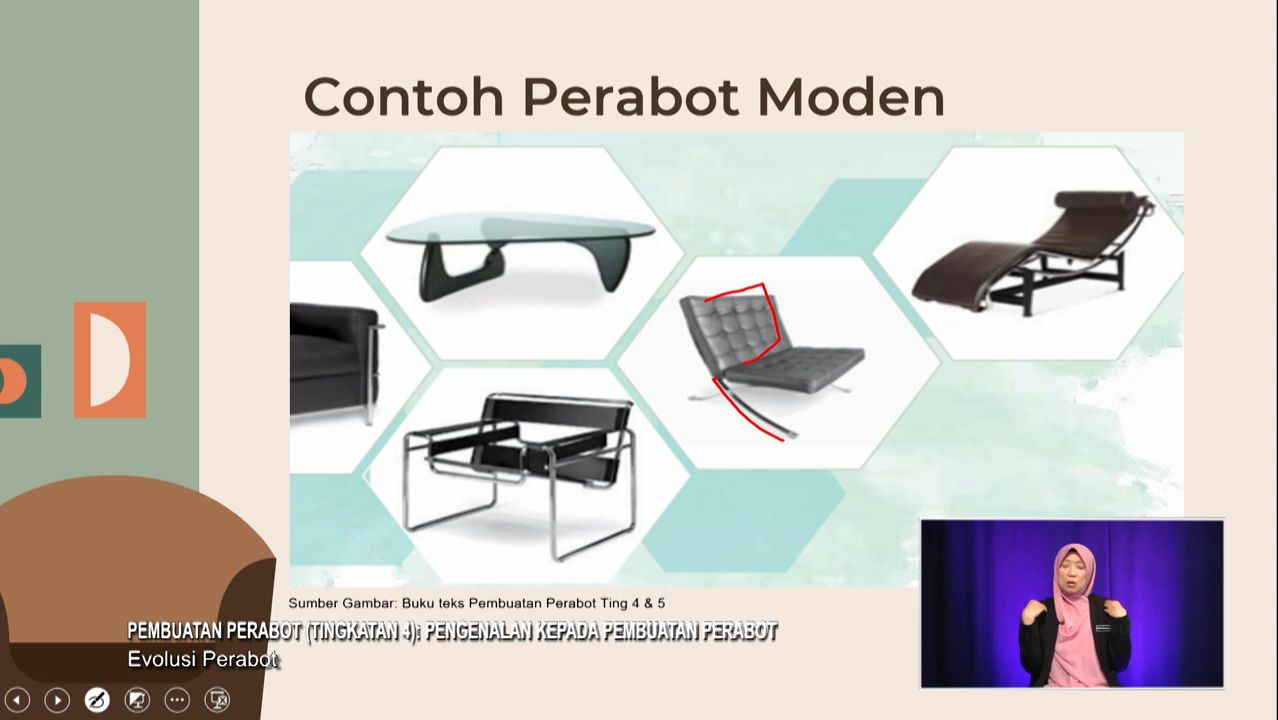 Contoh Perabot Moden
Sumber Gambar: Buku teks Pembuatan Perabot Ting 4 & 5
PEMBUATAN PERABOT (TINGKATAN 4): PENGENALAN KEPADA PEMBUATAN PERABOT
Evolusi Perabot